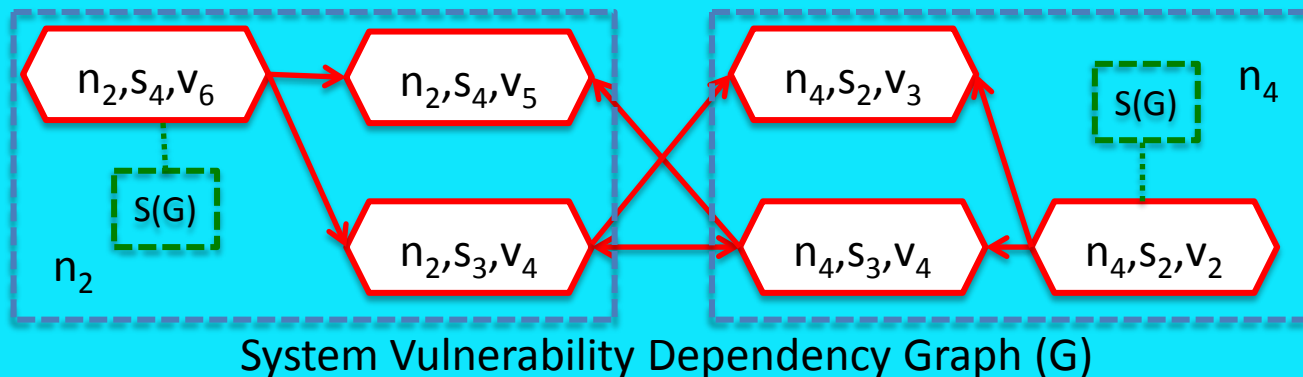 n₂,s₄,v₆
n₂,s₄,v₅
n₄,s₂,v₃
S(G)
n₄
S(G)
n₂
n₂,s₃,v₄
n₄,s₃,v₄
n₄,s₂,v₂
System Vulnerability Dependency Graph (G)